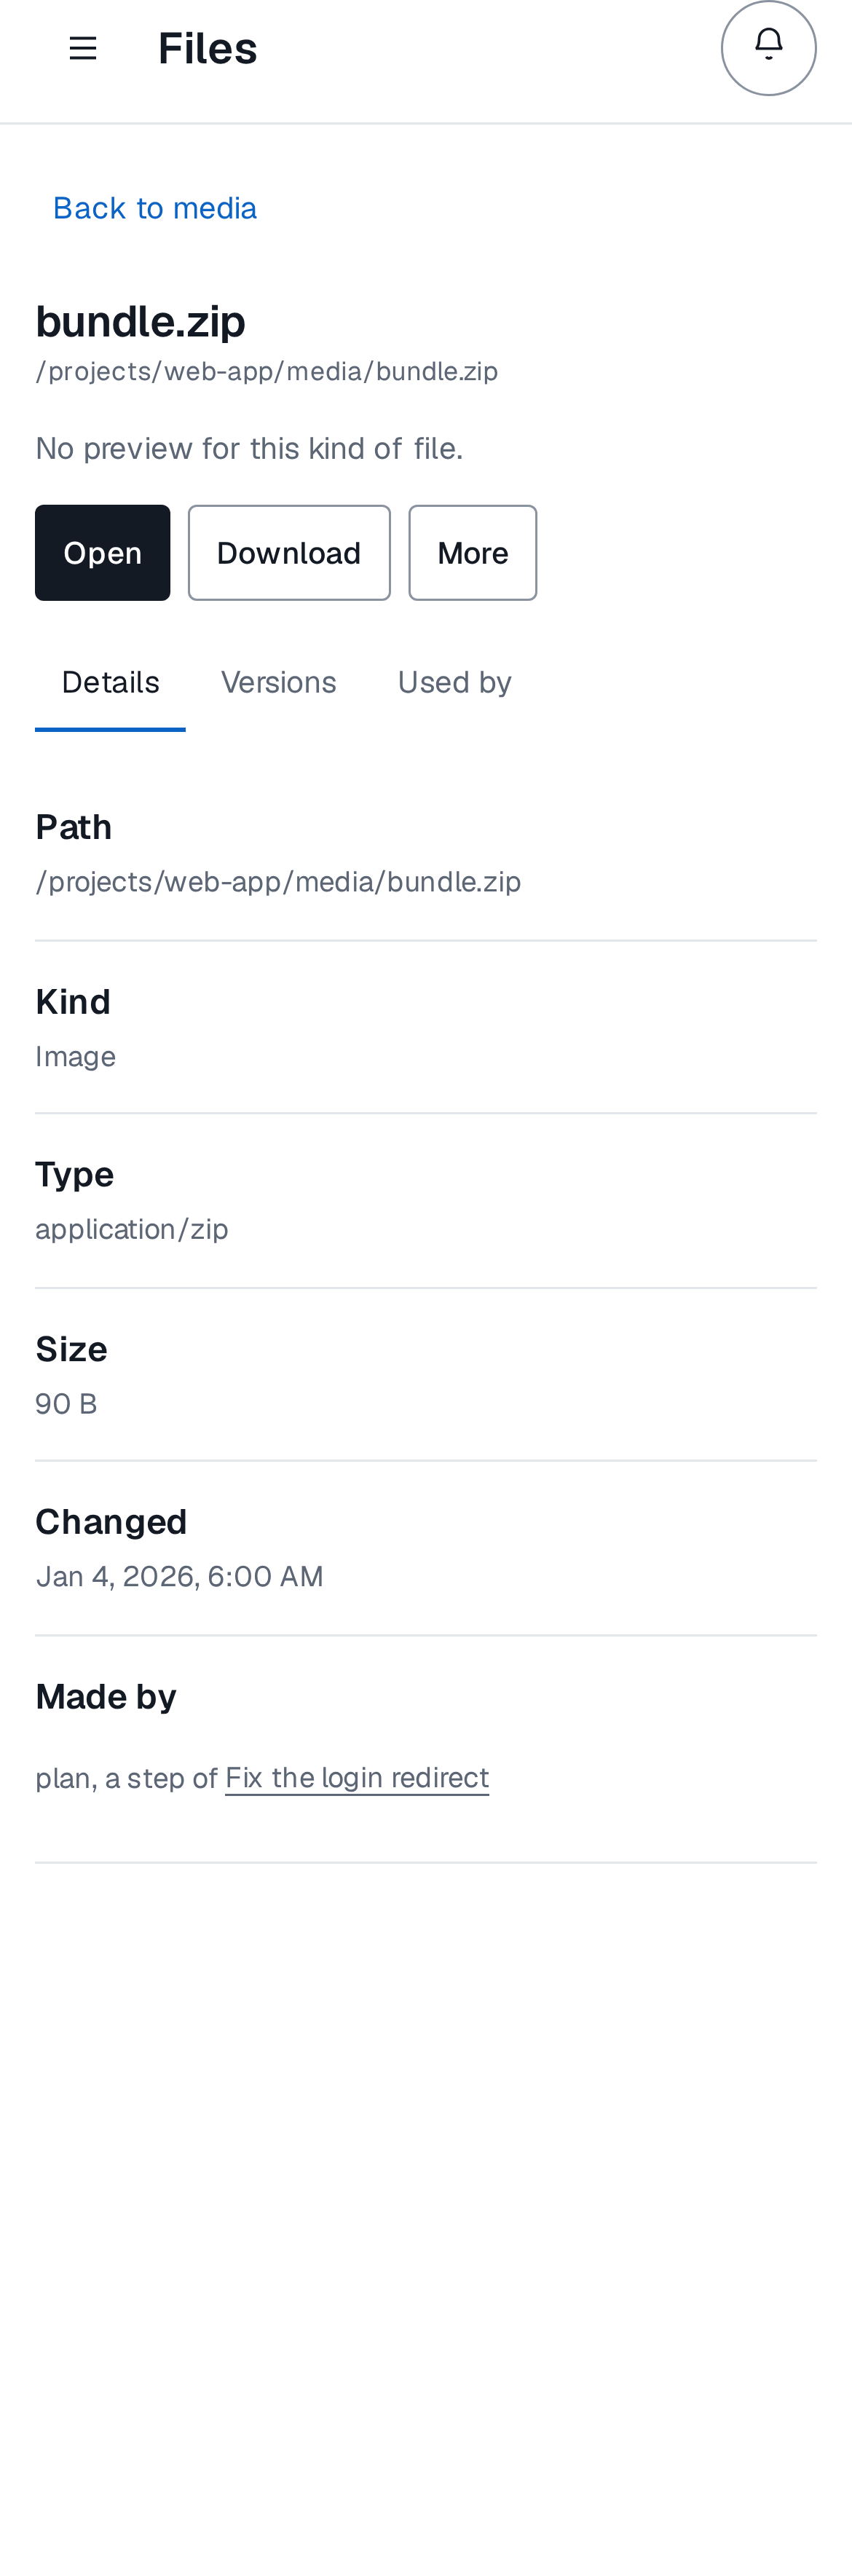 Files
Back to media
bundle.zip
/projects/web-app/media/bundle.zip
No preview for this kind of file.
Open Download More
Details Versions Used by
Path
/projects/web-app/media/bundle.zip
Kind
Image
Type
application/zip
Size
90 B
Changed
Jan 4, 2026, 6:00 AM
Made by
plan, a step of Fix the login redirect